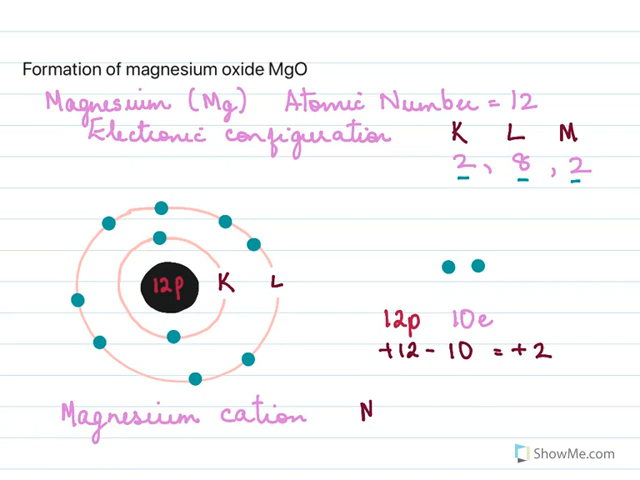 Formation of magnesium oxide MgO
Magnesium (Mg) Atomic Number = 12
Electronic configuration K L M
2, 8, 2
12p K L
12p 10e
+12 - 10 = + 2
Magnesium cation N
ShowMe.com